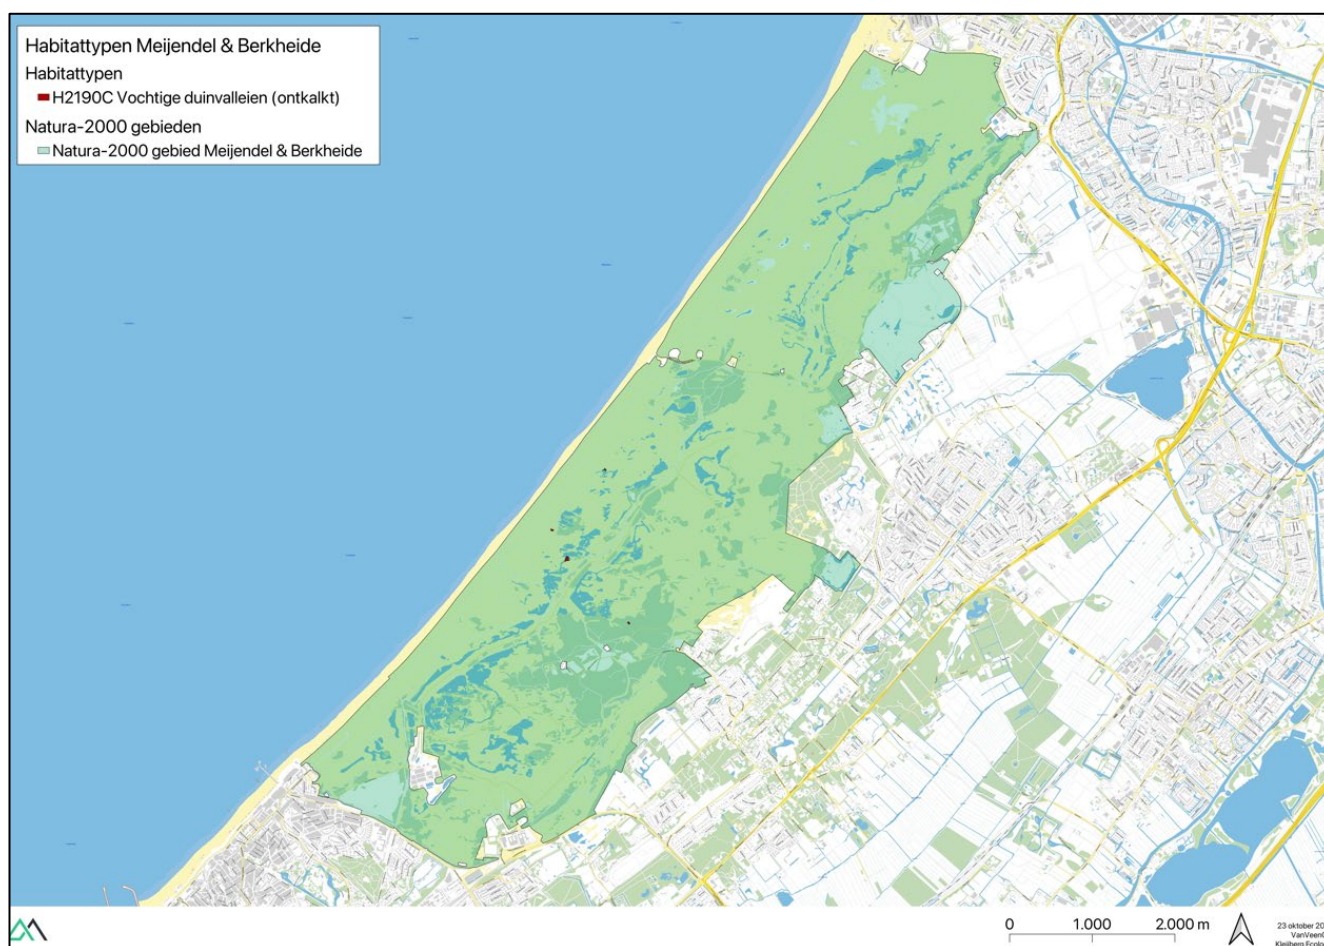 Habitattypen Meijendel & Berkheide
Habitattypen
H2190C Vochtige duinvalleien (ontkalkt)
Natura-2000 gebieden
Natura-2000 gebied Meijendel & Berkheide
0 1.000 2.000 m
23 oktober 20